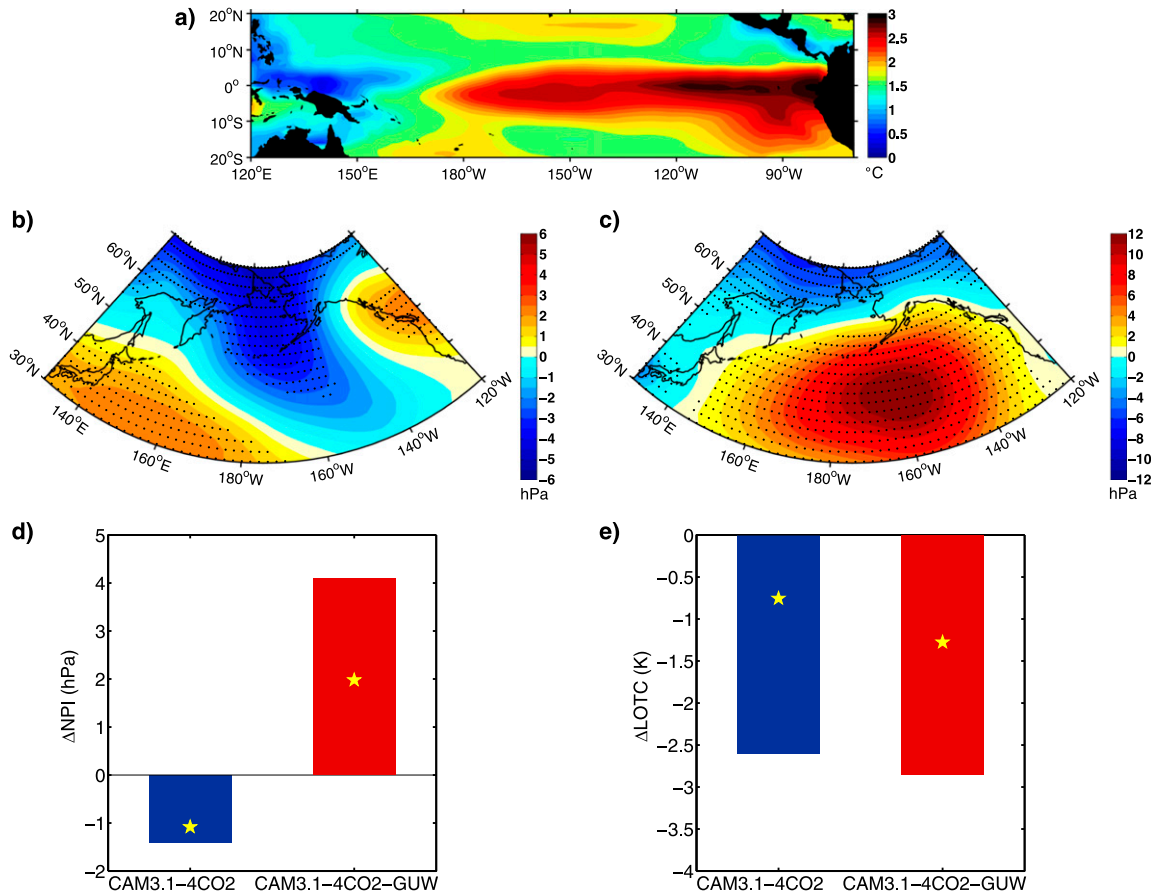 a)
20°N
10°N
0°
10°S
20°S
120°E 150°E 180°W 150°W 120°W 90°W
3
2.5
2
1.5
1
0.5
0
°C
b)
60°N
50°N
40°N
30°N
140°E
160°E
180°W
160°W
140°W
120°W
6
5
4
3
2
1
0
−1
−2
−3
−4
−5
−6
hPa
c)
60°N
50°N
40°N
30°N
140°E
160°E
180°W
160°W
140°W
120°W
12
10
8
6
4
2
0
−2
−4
−6
−8
−10
−12
hPa
d)
ΔNPI (hPa)
5
4
3
2
1
0
−1
−2
CAM3.1−4CO2 CAM3.1−4CO2−GUW
e)
ΔLOTC (K)
0
−0.5
−1
−1.5
−2
−2.5
−3
−3.5
−4
CAM3.1−4CO2 CAM3.1−4CO2−GUW